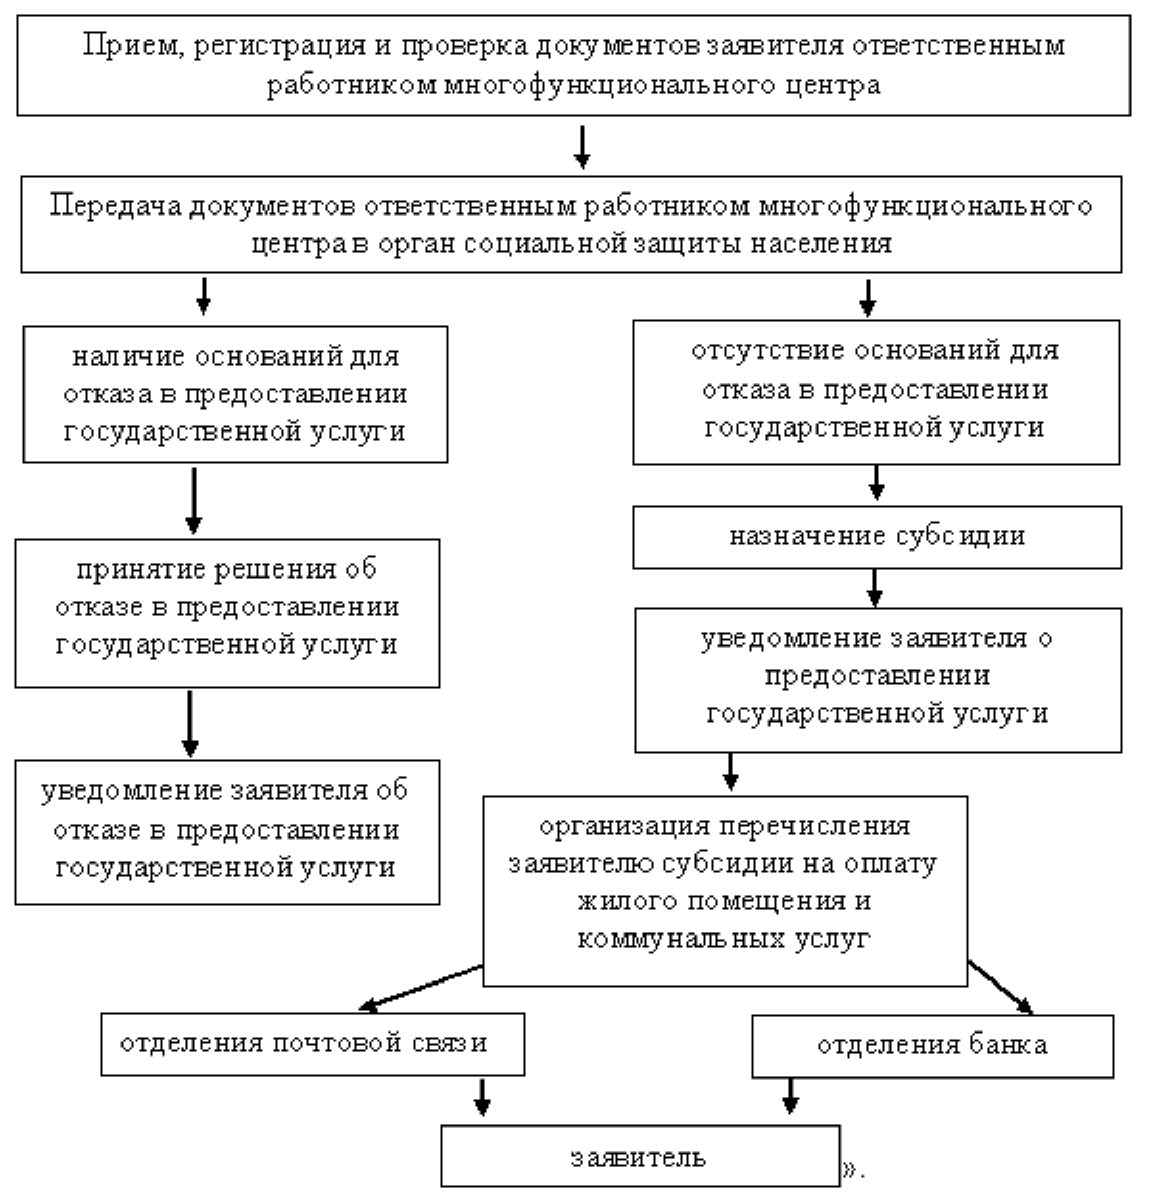 Прием, регистрация и проверка документов заявителя ответственным
работником многофункционального центра
Передача документов ответственным работником многофункционального
центра в орган социальной защиты населения
наличие оснований для
отказа в предоставлении
государственной услуги
отсутствие оснований для
отказа в предоставлении
государственной услуги
принятие решения об
отказе в предоставлении
государственной услуги
назначение субсидии
уведомление заявителя о
предоставлении
государственной услуги
уведомление заявителя об
отказе в предоставлении
государственной услуги
организация перечисления
заявителю субсидии на оплату
жилого помещения и
коммунальных услуг
отделения почтовой связи
отделения банка
заявитель
».